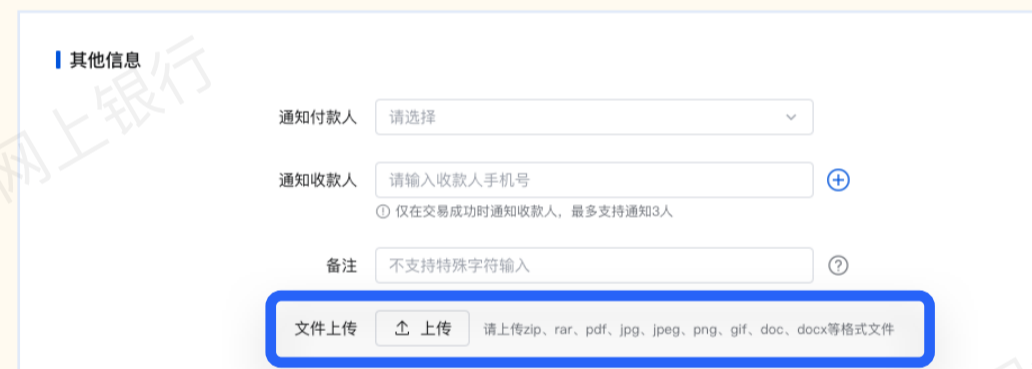 其他信息
通知付款人 请选择
通知收款人 请输入收款人手机号
仅在交易成功时通知收款人，最多支持通知3人
备注 不支持特殊字符输入
文件上传 上传 请上传zip、rar、pdf、jpg、jpeg、png、gif、doc、docx等格式文件
网上银行